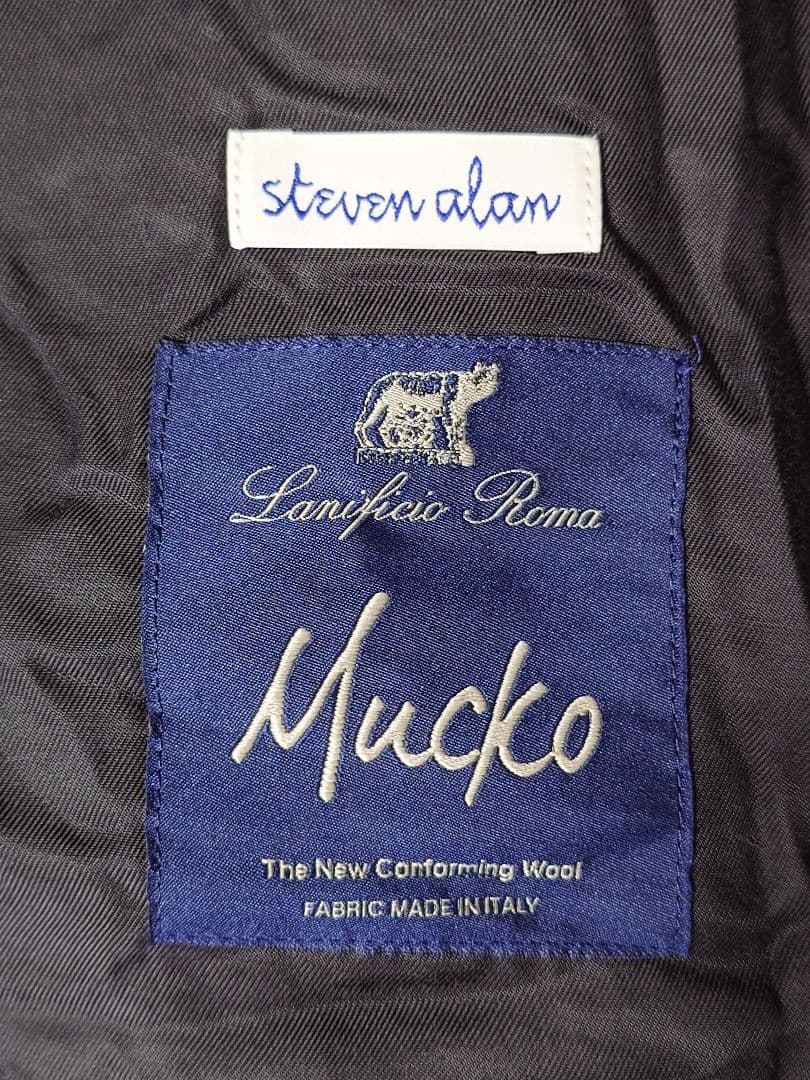 steven alan
Lanificio Roma
Mucko
The New Conforming Wool
FABRIC MADE IN ITALY